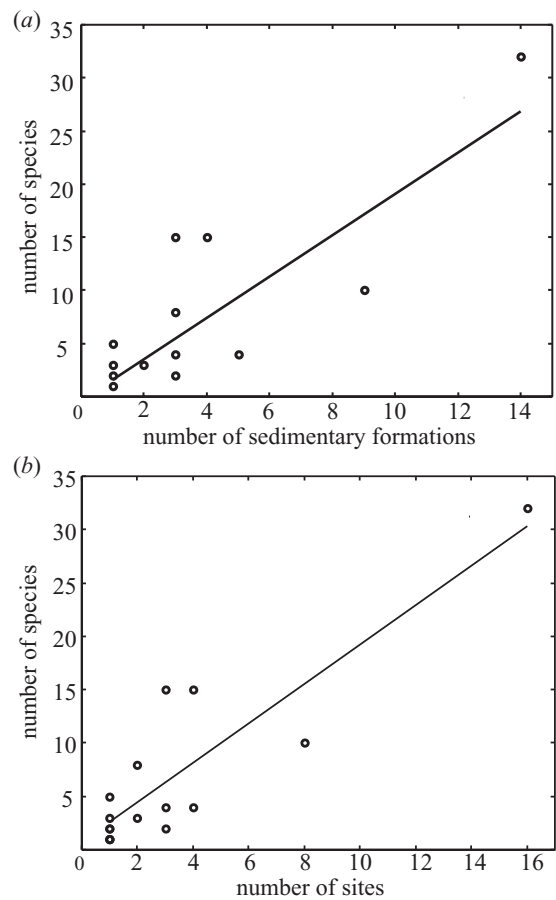 (a)
35
30
25
20
15
10
5
number of species
0 2 4 6 8 10 12 14
number of sedimentary formations
(b)
35
30
25
20
15
10
5
number of species
0 2 4 6 8 10 12 14 16
number of sites